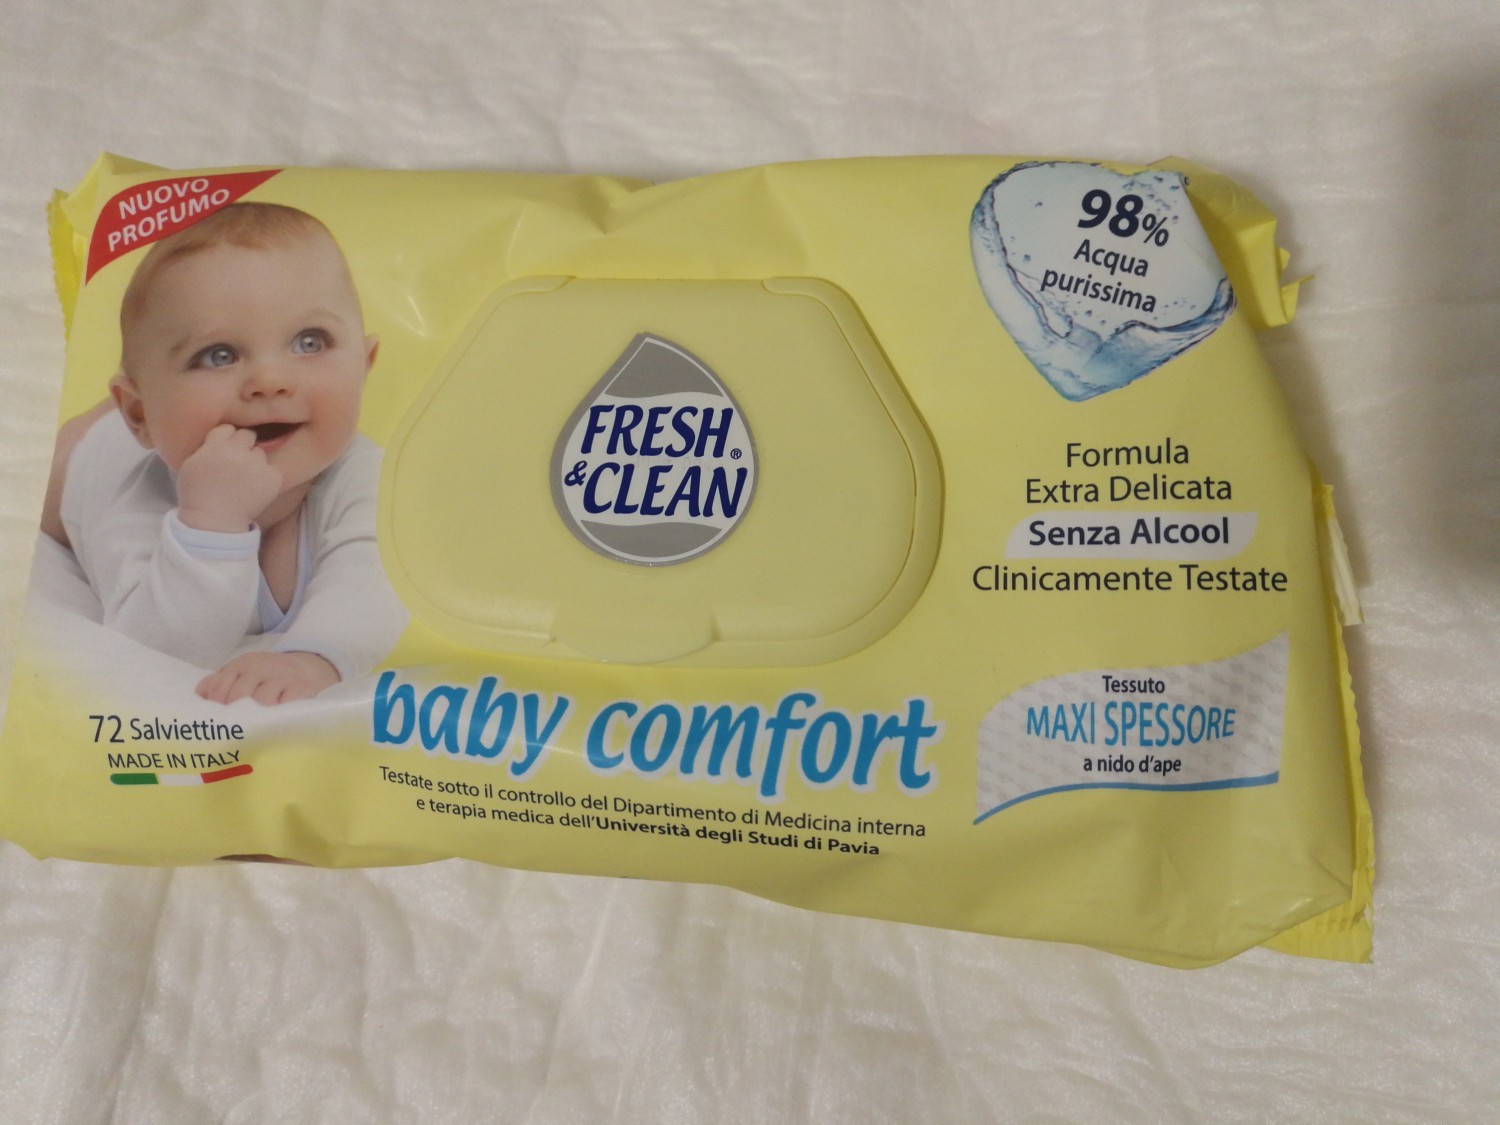 NUOVO
PROFUMO
98%
Acqua
purissima
FRESH®
&CLEAN
Formula
Extra Delicata
Senza Alcool
Clinicamente Testate
72 Salviettine
MADE IN ITALY
baby comfort
Testate sotto il controllo del Dipartimento di Medicina interna
e terapia medica dell'Università degli Studi di Pavia
Tessuto
MAXI SPESSORE
a nido d'ape